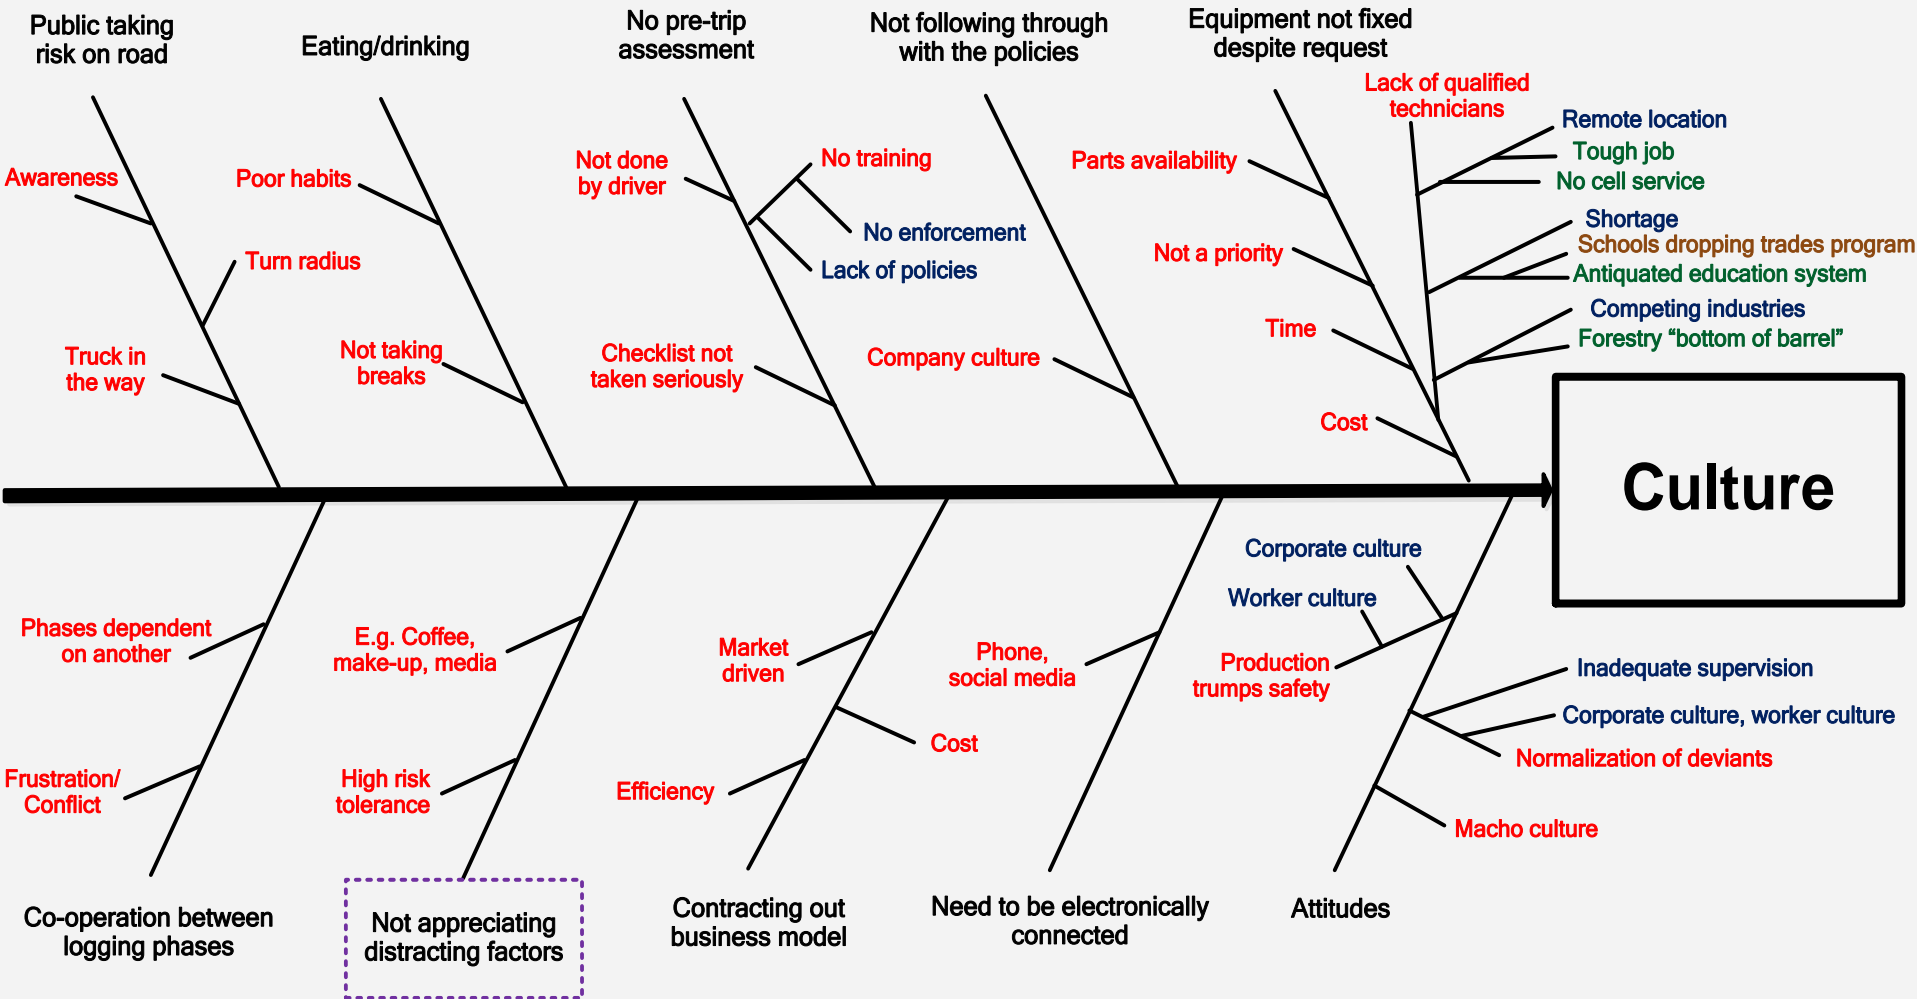 Public taking
risk on road
Eating/drinking
No pre-trip
assessment
Not following through
with the policies
Equipment not fixed
despite request
Lack of qualified
technicians
Remote location
Tough job
No cell service
Shortage
Schools dropping trades program
Antiquated education system
Competing industries
Forestry “bottom of barrel”
Awareness
Turn radius
Truck in
the way
Poor habits
Not taking
breaks
Not done
by driver
No training
No enforcement
Lack of policies
Checklist not
taken seriously
Company culture
Parts availability
Not a priority
Time
Cost
Culture
Phases dependent
on another
Frustration/
Conflict
E.g. Coffee,
make-up, media
High risk
tolerance
Market
driven
Cost
Efficiency
Phone,
social media
Corporate culture
Worker culture
Production
trumps safety
Inadequate supervision
Corporate culture, worker culture
Normalization of deviants
Macho culture
Co-operation between
logging phases
Not appreciating
distracting factors
Contracting out
business model
Need to be electronically
connected
Attitudes